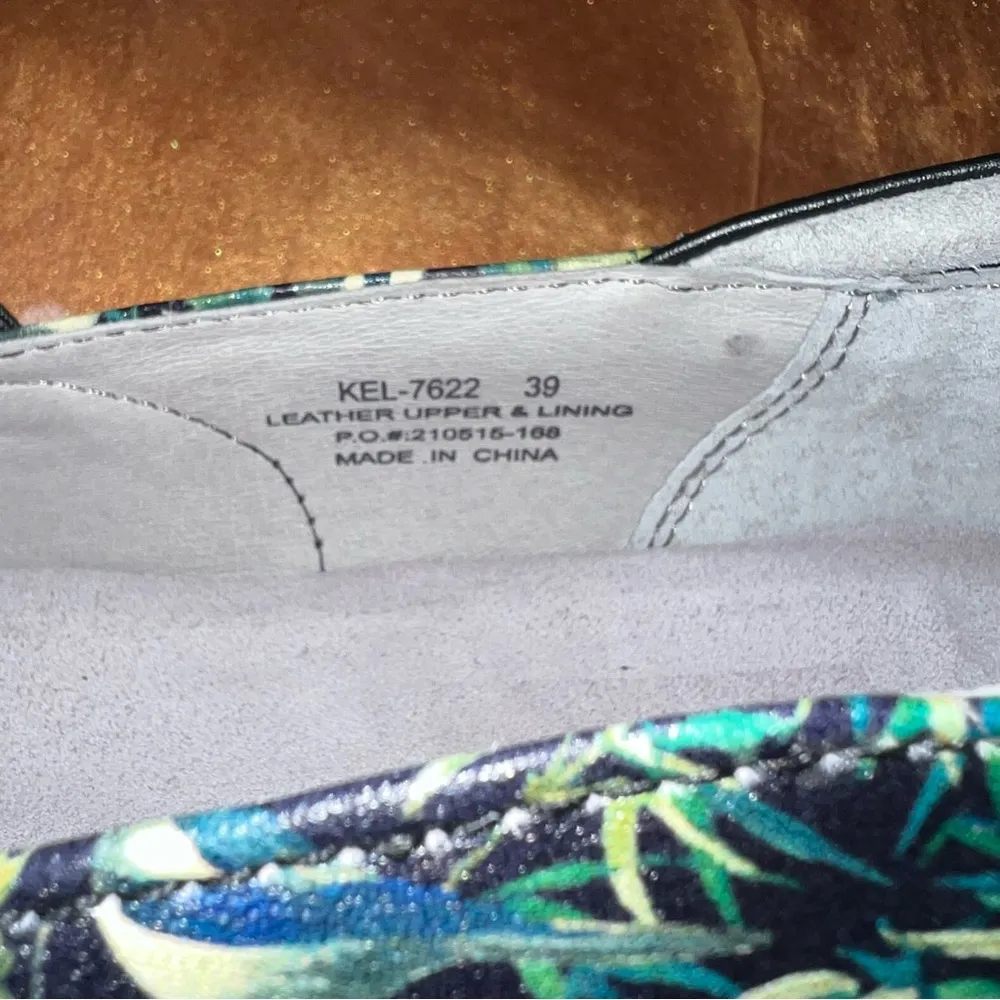 KEL-7622 39
LEATHER UPPER & LINING
P.O.#:210515-168
MADE .IN CHINA